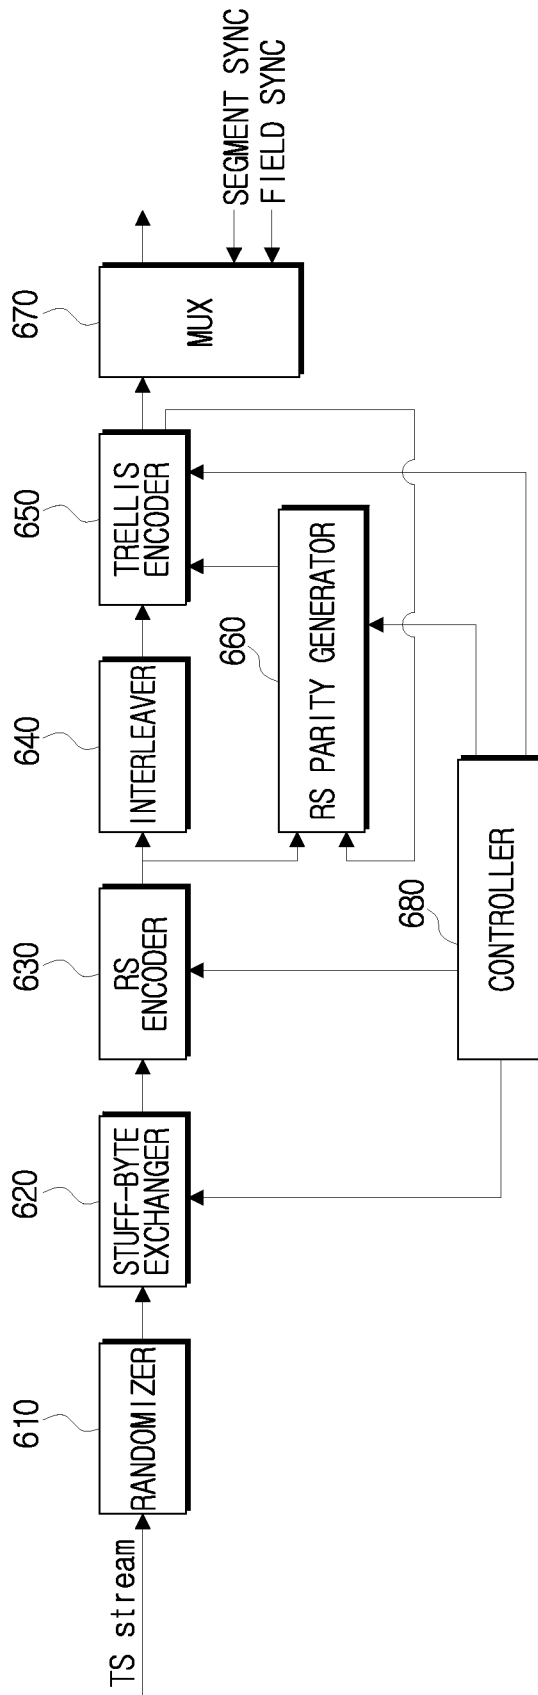 TS stream
610
RANDOMIZER
620
STUFF-BYTE
EXCHANGER
630
RS
ENCODER
640
INTERLEAVER
650
TRELLIS
ENCODER
670
MUX
SEGMENT SYNC
FIELD SYNC
660
RS PARITY GENERATOR
680
CONTROLLER